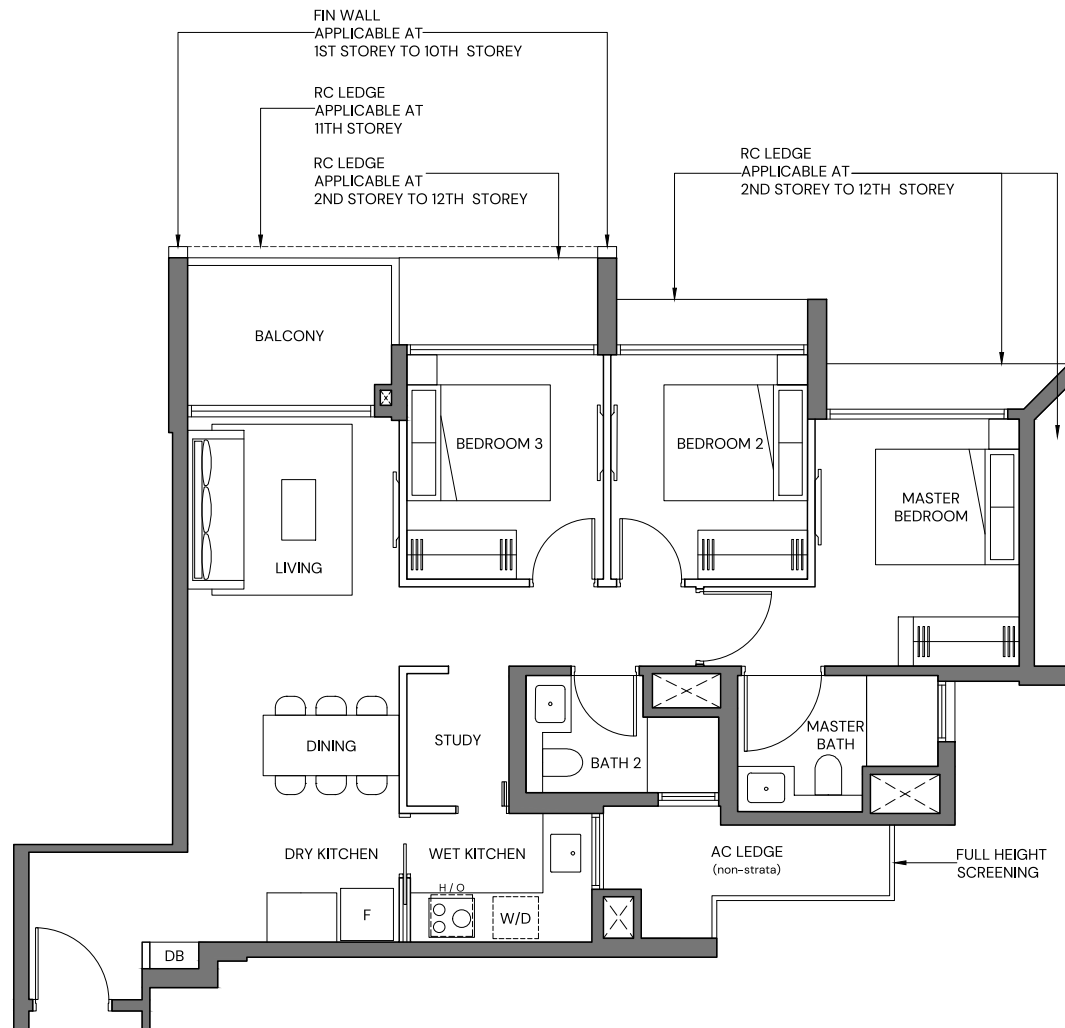 FIN WALL
APPLICABLE AT
1ST STOREY TO 10TH STOREY
RC LEDGE
APPLICABLE AT
11TH STOREY
RC LEDGE
APPLICABLE AT
2ND STOREY TO 12TH STOREY
RC LEDGE
APPLICABLE AT
2ND STOREY TO 12TH STOREY
BALCONY
BEDROOM 3
BEDROOM 2
MASTER
BEDROOM
LIVING
DINING
STUDY
BATH 2
MASTER
BATH
DRY KITCHEN
WET KITCHEN
AC LEDGE
(non-strata)
FULL HEIGHT
SCREENING
H / O
F
W/D
DB